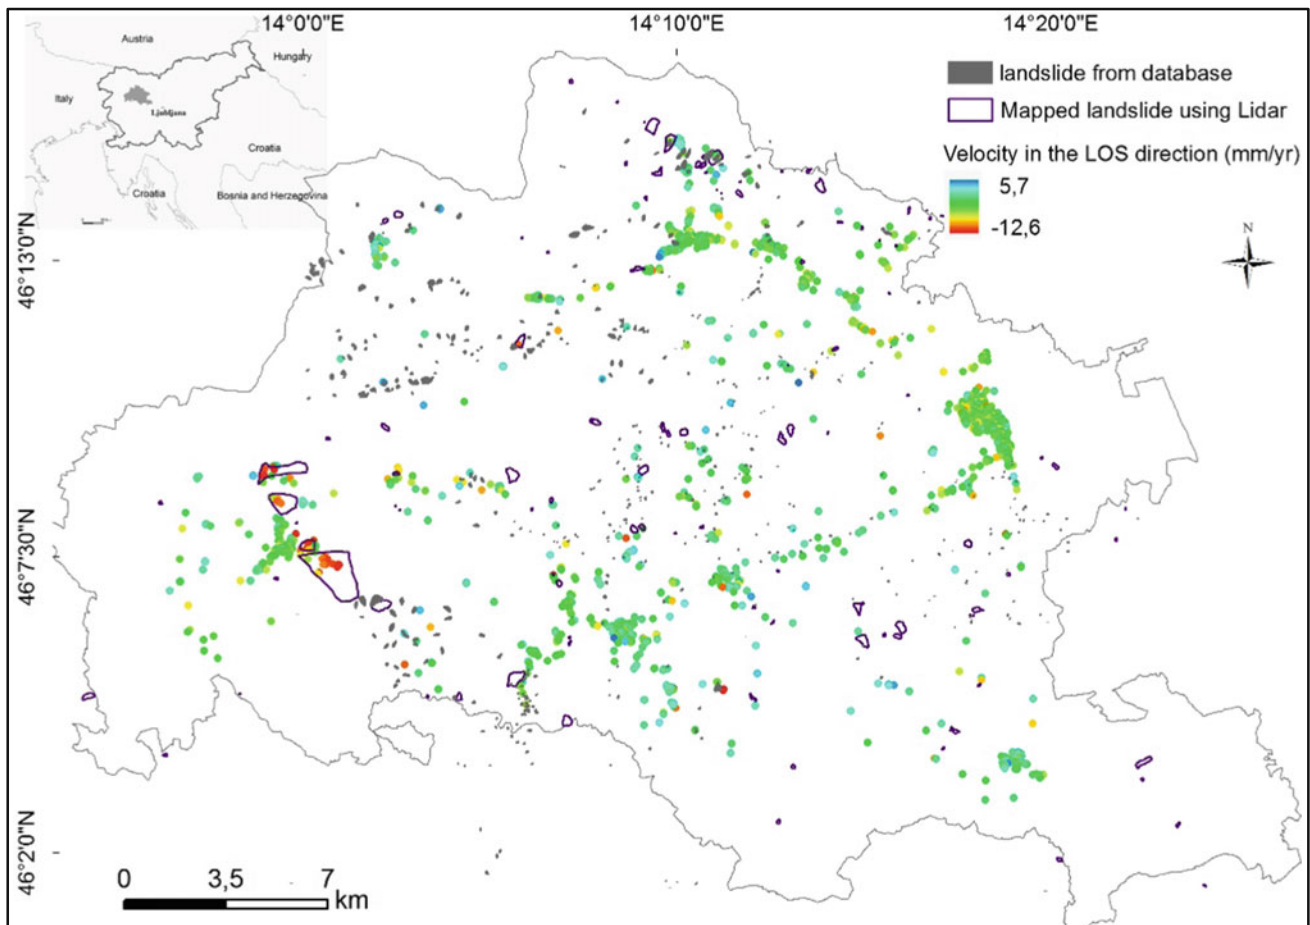 14°0'0"E
14°10'0"E
14°20'0"E
Austria
Hungary
Italy
Ljubljana
Croatia
Croatia
Bosnia and Herzegovina
landslide from database
Mapped landslide using Lidar
Velocity in the LOS direction (mm/yr)
5,7
-12,6
N
46°13'0"N
46°7'30"N
46°2'0"N
0
3,5
7
km